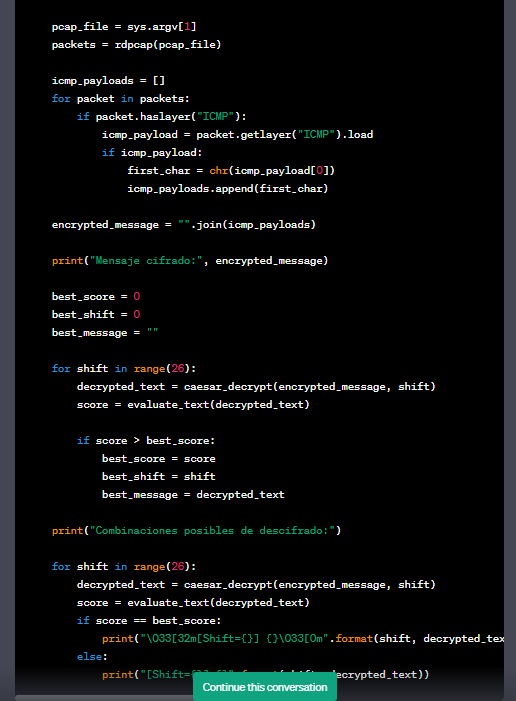 pcap_file = sys.argv[1]
packets = rdpcap(pcap_file)

icmp_payloads = []
for packet in packets:
    if packet.haslayer("ICMP"):
        icmp_payload = packet.getlayer("ICMP").load
        if icmp_payload:
            first_char = chr(icmp_payload[0])
            icmp_payloads.append(first_char)

encrypted_message = "".join(icmp_payloads)

print("Mensaje cifrado:", encrypted_message)

best_score = 0
best_shift = 0
best_message = ""

for shift in range(26):
    decrypted_text = caesar_decrypt(encrypted_message, shift)
    score = evaluate_text(decrypted_text)

    if score > best_score:
        best_score = score
        best_shift = shift
        best_message = decrypted_text

print("Combinaciones posibles de descifrado:")

for shift in range(26):
    decrypted_text = caesar_decrypt(encrypted_message, shift)
    score = evaluate_text(decrypted_text)
    if score == best_score:
        print("\033[32m[Shift={}] {}\033[0m".format(shift, decrypted_tex
    else:
        print("[Shift= decrypted_text))
Continue this conversation